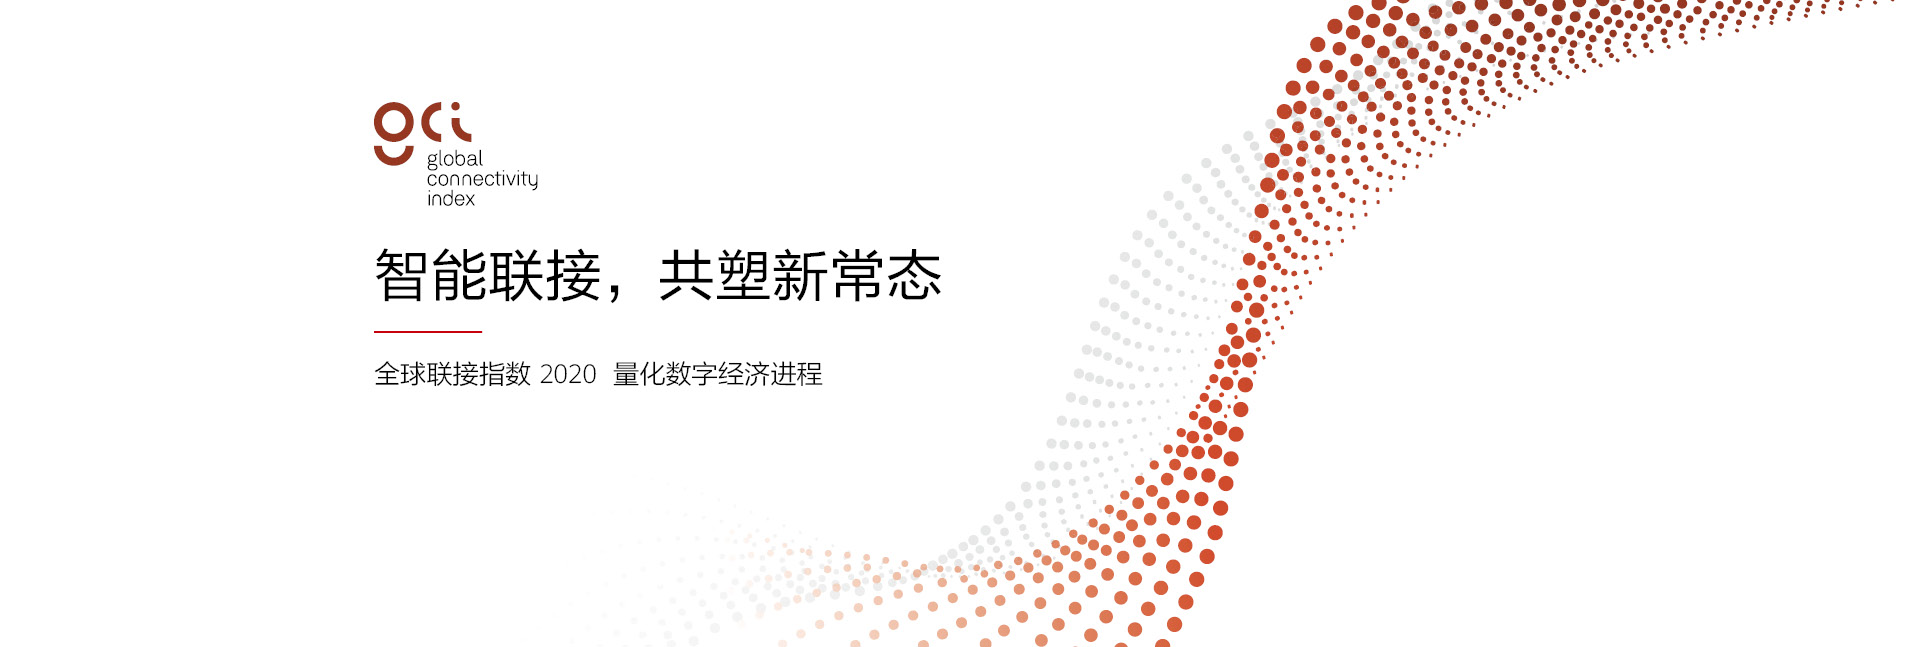 gci
global
connectivity
index
智能联接，共塑新常态
全球联接指数 2020 量化数字经济进程